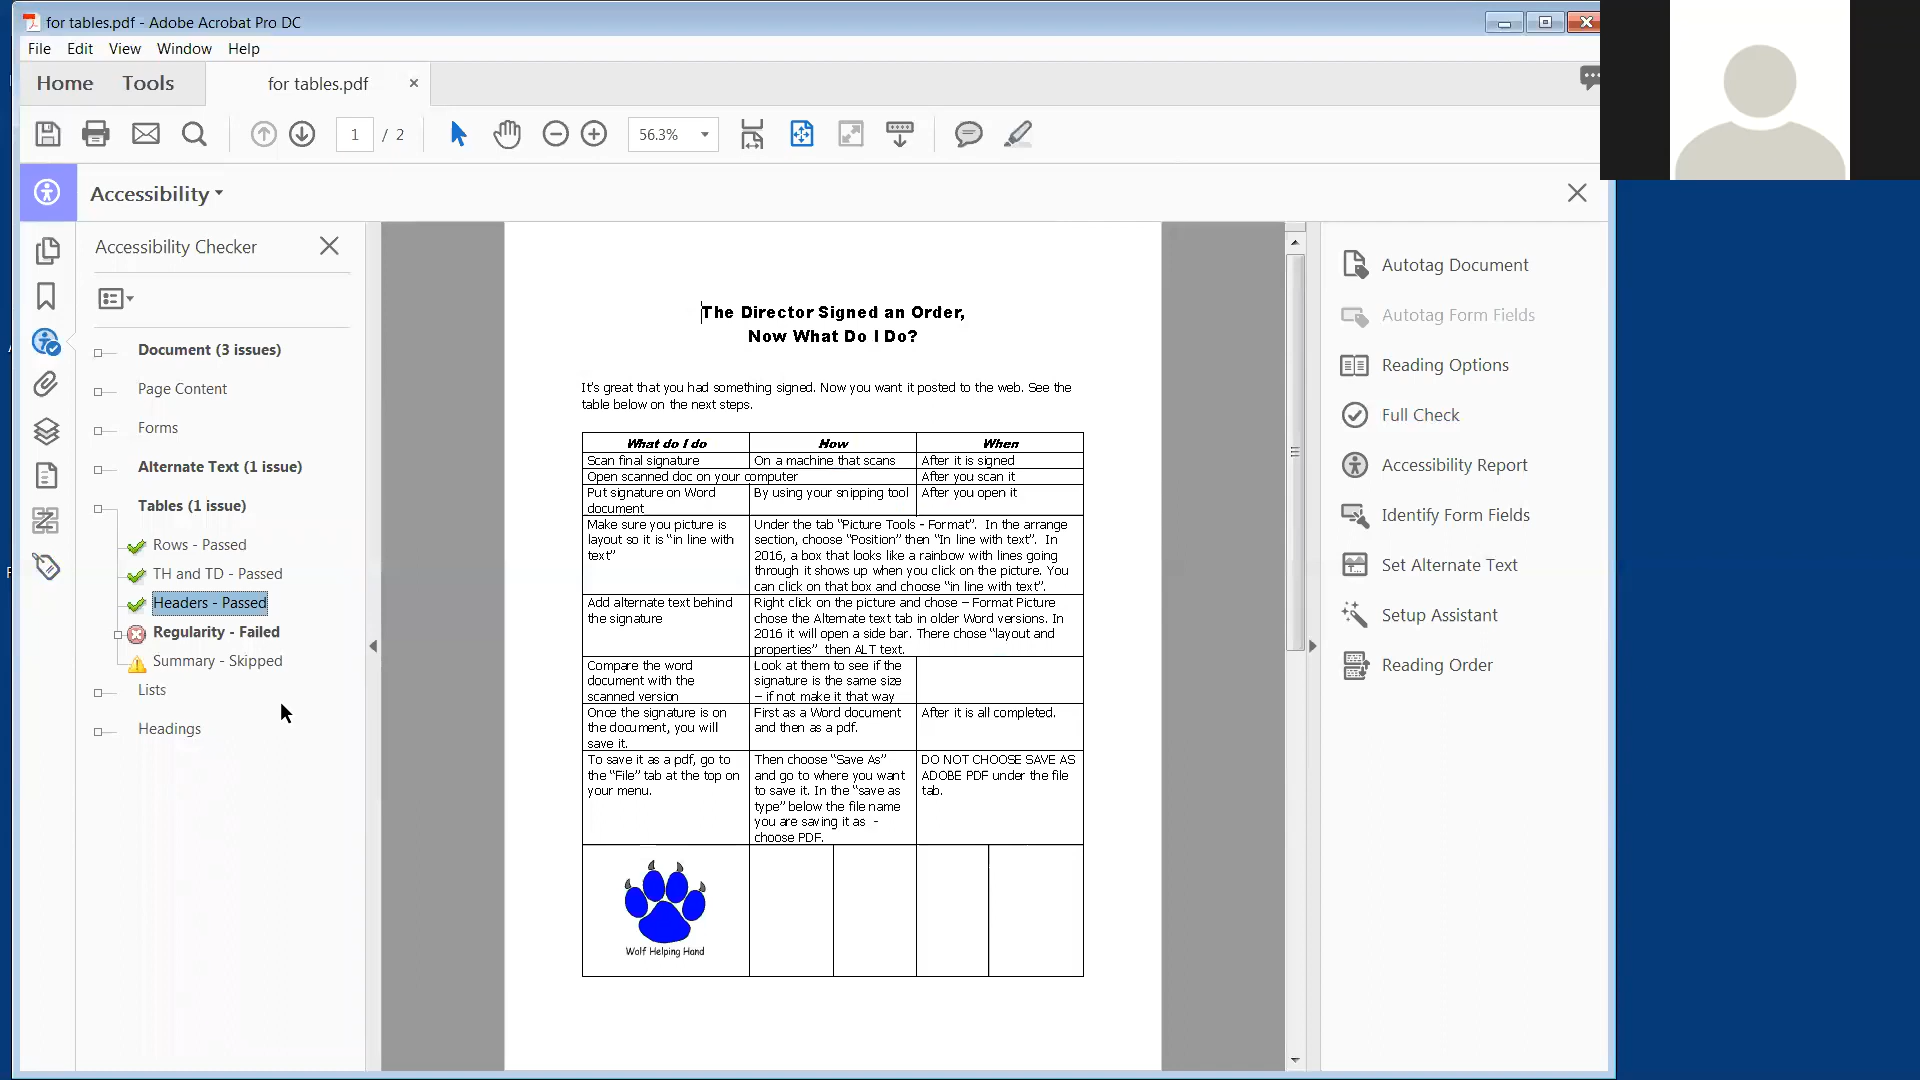 for tables.pdf - Adobe Acrobat Pro DC
File Edit View Window Help
Home Tools for tables.pdf ×
1 / 2 56.3%
Accessibility
Accessibility Checker
Document (3 issues)
Page Content
Forms
Alternate Text (1 issue)
Tables (1 issue)
Rows - Passed
TH and TD - Passed
Headers - Passed
Regularity - Failed
Summary - Skipped
Lists
Headings
The Director Signed an Order,
Now What Do I Do?
It's great that you had something signed. Now you want it posted to the web. See the
table below on the next steps.
What do I do How When
Scan final signature On a machine that scans After it is signed
Open scanned doc on your computer After you scan it
Put signature on Word
document
By using your snipping tool
After you open it
Make sure you picture is
layout so it is "in line with
text"
Under the tab "Picture Tools - Format". In the arrange
section, choose "Position" then "In line with text". In
2016, a box that looks like a rainbow with lines going
through it shows up when you click on the picture. You
can click on that box and choose "in line with text".
Add alternate text behind
the signature
Right click on the picture and chose – Format Picture
chose the Alternate text tab in older Word versions. In
2016 it will open a side bar. There chose "layout and
properties" then ALT text.
Compare the word
document with the
scanned version
Look at them to see if the
signature is the same size
– if not make it that way
Once the signature is on
the document, you will
save it.
First as a Word document
and then as a pdf.
After it is all completed.
To save it as a pdf, go to
the "File" tab at the top on
your menu.
Then choose "Save As"
and go to where you want
to save it. In the "save as
type" below the file name
you are saving it as -
choose PDF.
DO NOT CHOOSE SAVE AS
ADOBE PDF under the file
tab.
Wolf Helping Hand
Autotag Document
Autotag Form Fields
Reading Options
Full Check
Accessibility Report
Identify Form Fields
Set Alternate Text
Setup Assistant
Reading Order